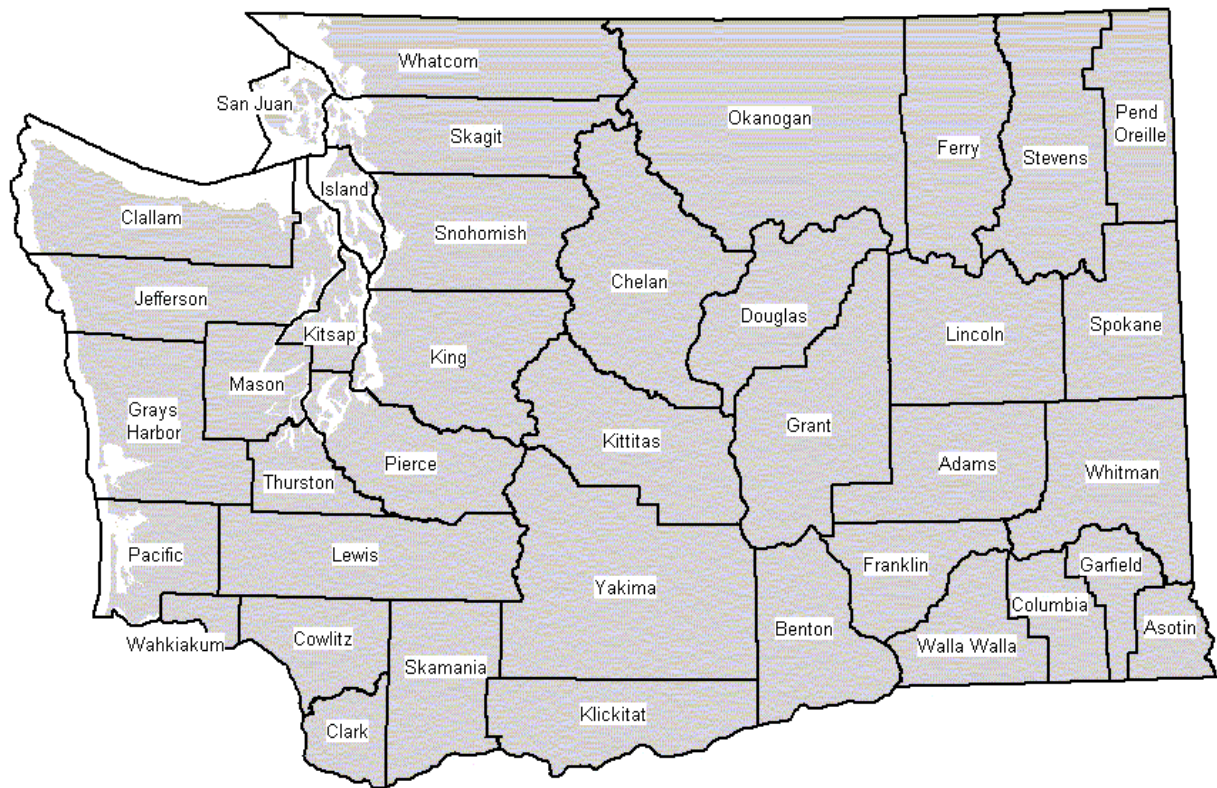 Whatcom
San Juan
Okanogan
Pend
Oreille
Skagit
Ferry
Stevens
Island
Clallam
Snohomish
Chelan
Jefferson
Douglas
Kitsap
Lincoln
Spokane
King
Mason
Grays
Harbor
Grant
Kittitas
Pierce
Adams
Whitman
Thurston
Pacific
Lewis
Franklin
Garfield
Yakima
Columbia
Benton
Asotin
Wahkiakum
Cowlitz
Walla Walla
Skamania
Klickitat
Clark